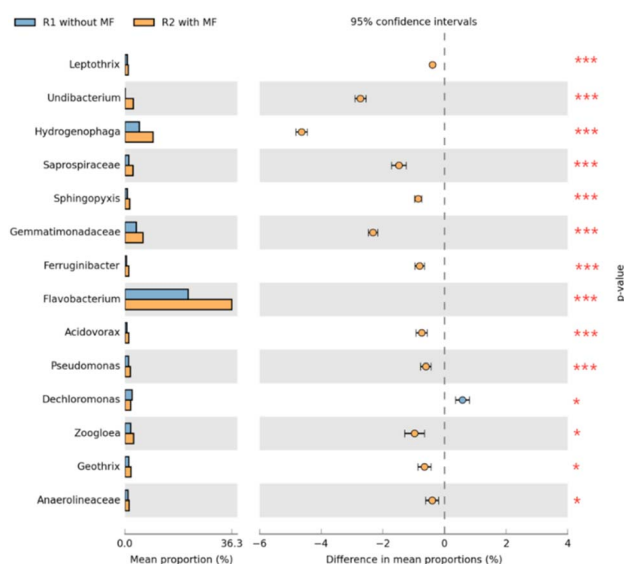 R1 without MF R2 with MF 95% confidence intervals
Leptothrix ***
Undibacterium ***
Hydrogenophaga ***
Saprospiraceae ***
Sphingopyxis ***
Gemmatimonadaceae ***
Ferruginibacter ***
p-value
Flavobacterium ***
Acidovorax ***
Pseudomonas ***
Dechloromonas *
Zoogloea *
Geothrix *
Anaerolineaceae *
0.0 36.3 −6 −4 −2 0 2 4
Mean proportion (%) Difference in mean proportions (%)